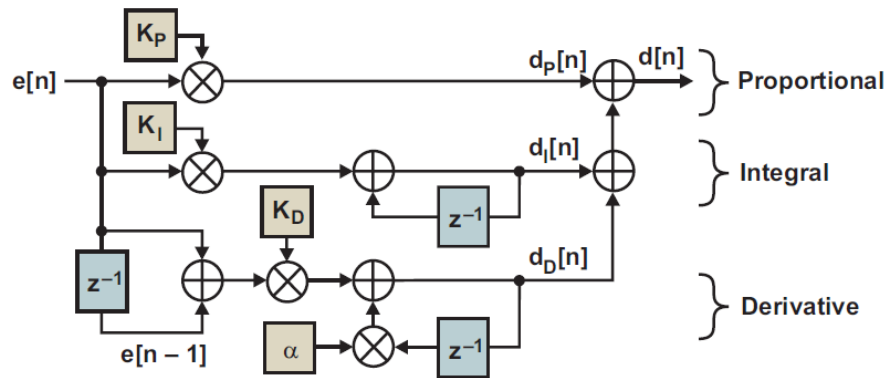 K_P
e[n]
d_P[n]
d[n]
Proportional
K_I
d_I[n]
Integral
z⁻¹
K_D
d_D[n]
z⁻¹
Derivative
e[n – 1]
α
z⁻¹